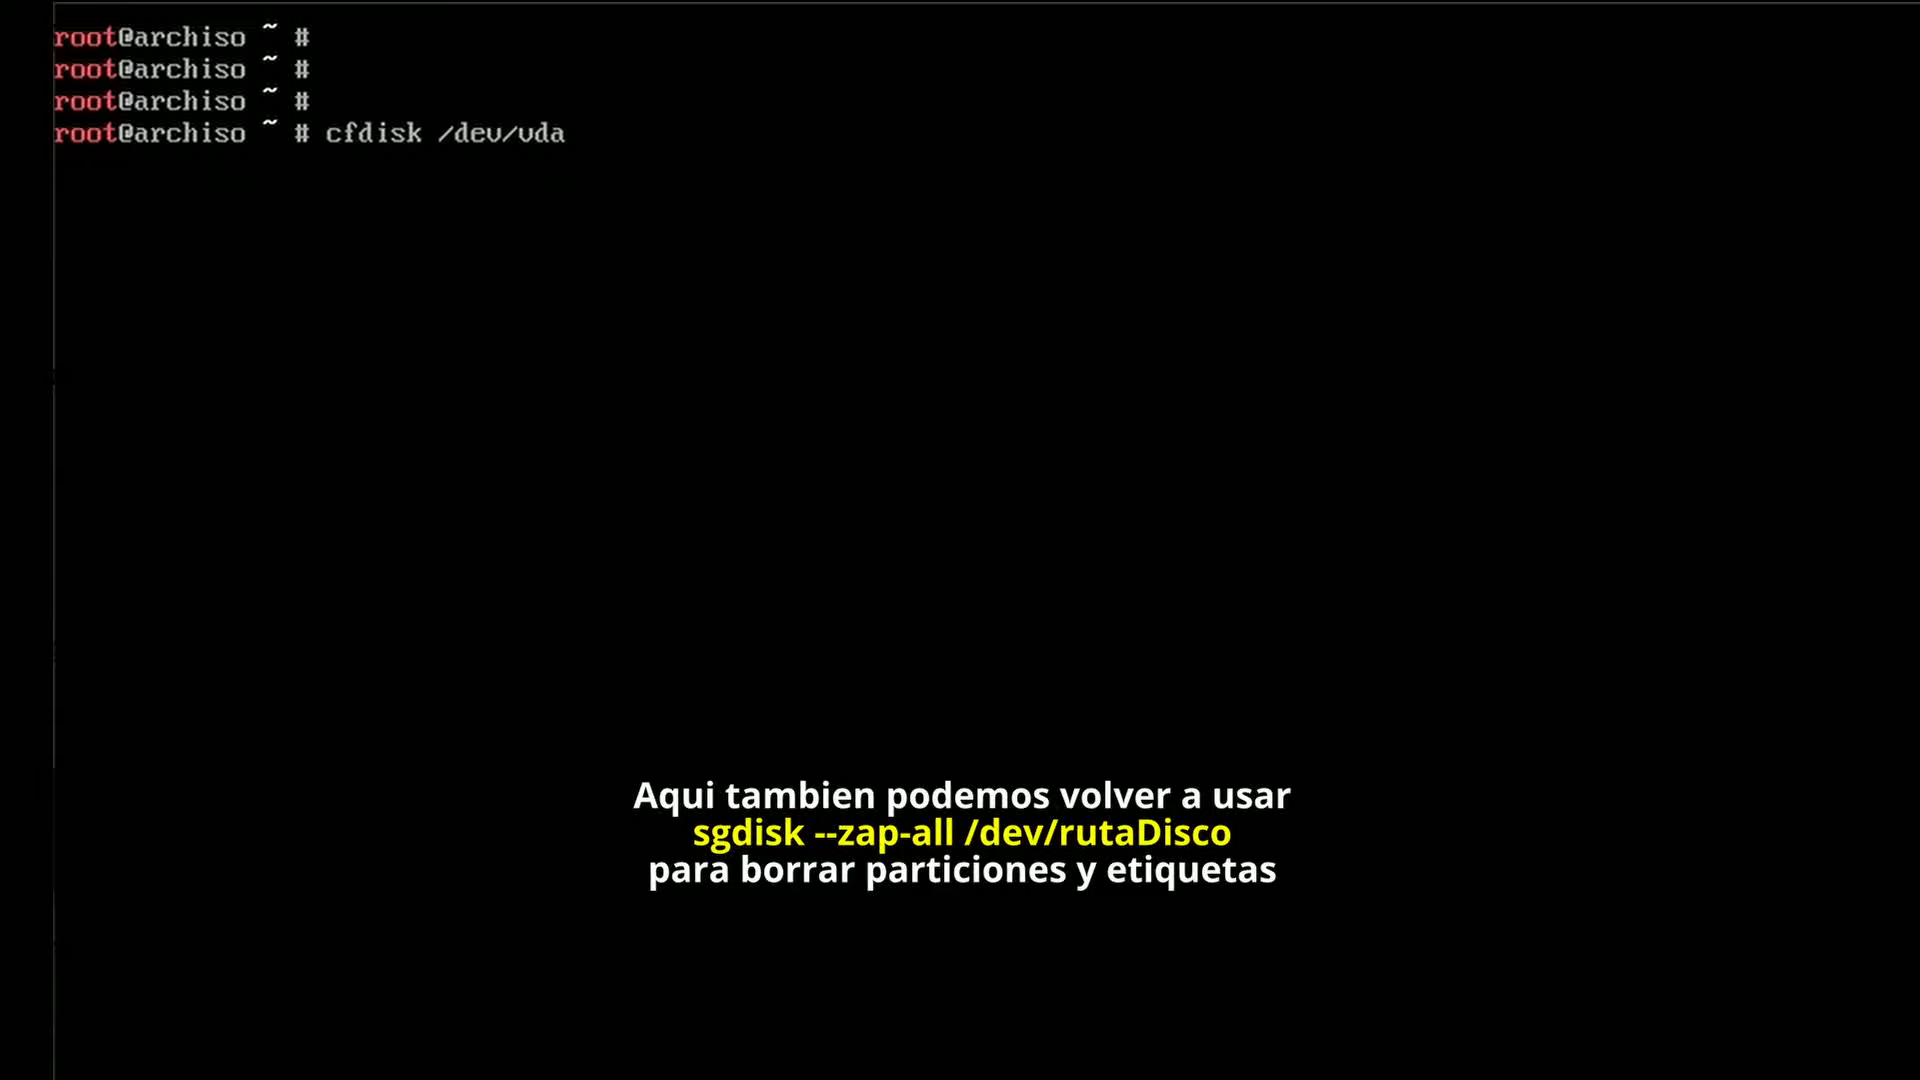 root@archiso ~ #
root@archiso ~ #
root@archiso ~ #
root@archiso ~ # cfdisk /dev/vda
Aqui tambien podemos volver a usar
sgdisk --zap-all /dev/rutaDisco
para borrar particiones y etiquetas